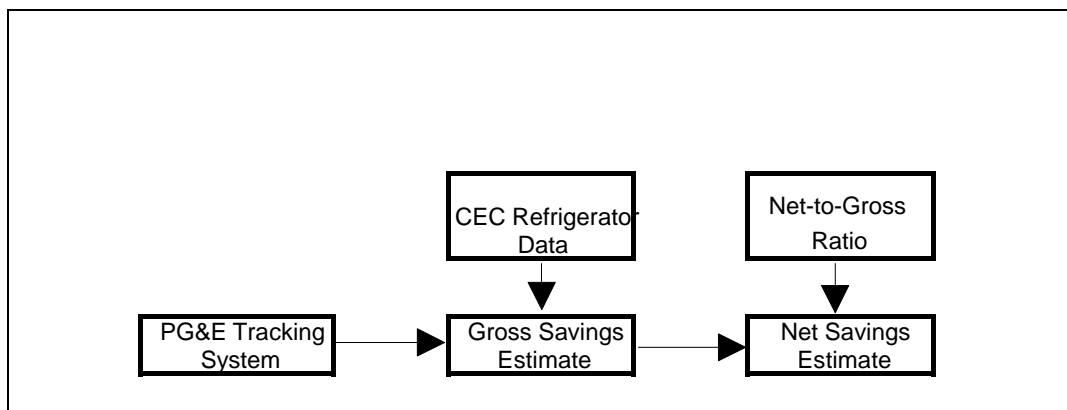 CEC Refrigerator
Data
Net-to-Gross
Ratio
PG&E Tracking
System
Gross Savings
Estimate
Net Savings
Estimate